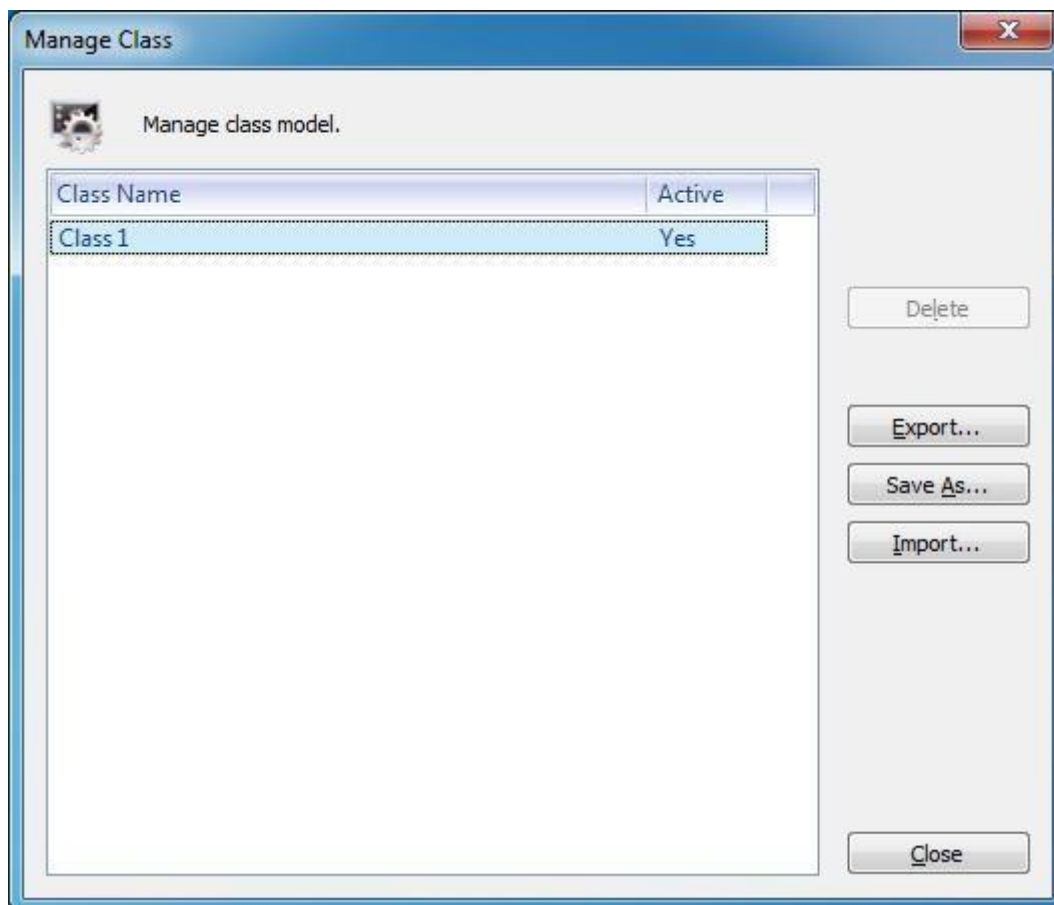 Manage Class
Manage class model.
Class Name Active
Class 1 Yes
Delete
Export...
Save As...
Import...
Close